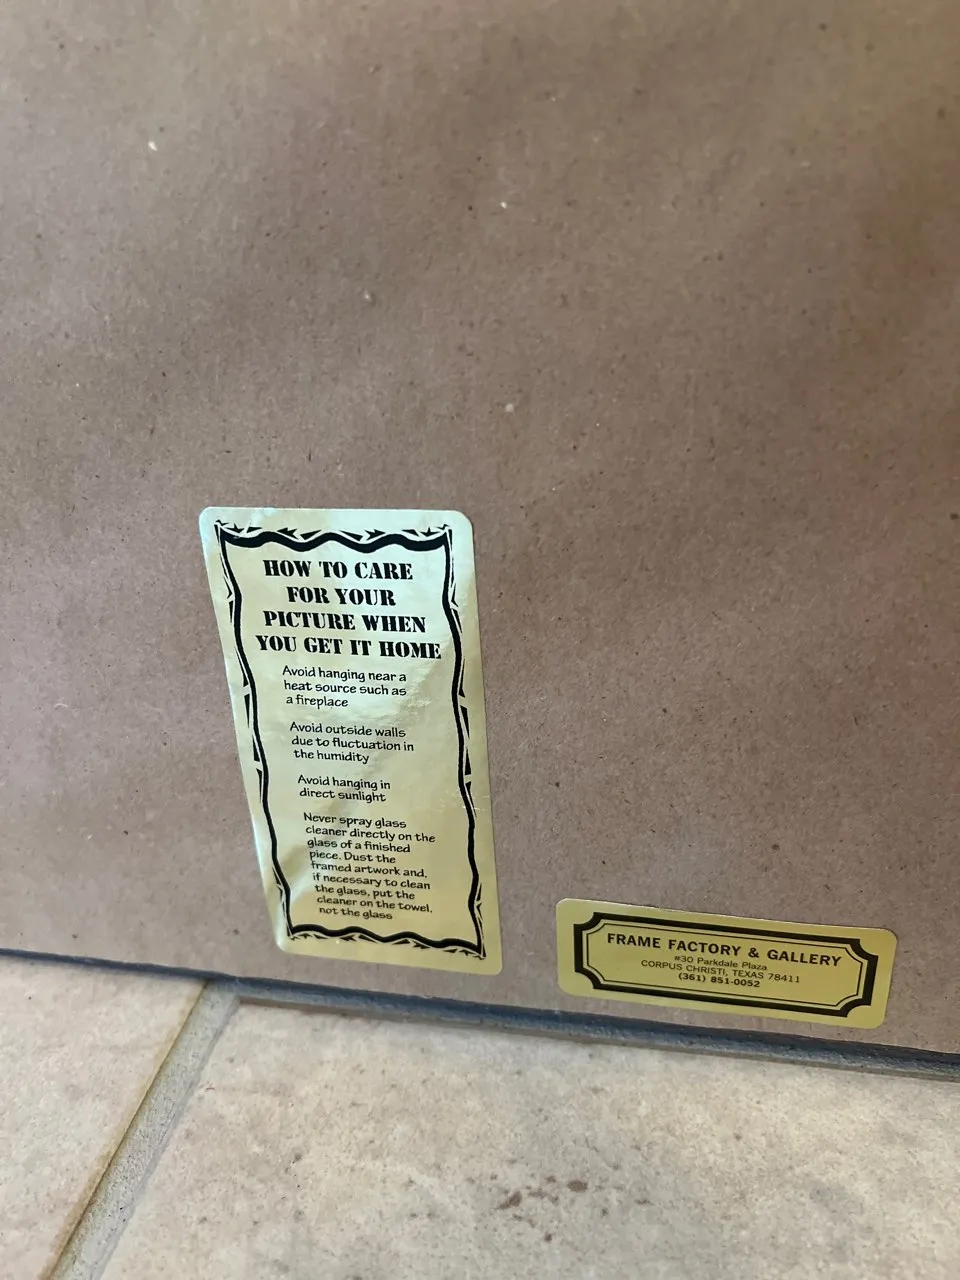 HOW TO CARE
FOR YOUR
PICTURE WHEN
YOU GET IT HOME
Avoid hanging near a
heat source such as
a fireplace
Avoid outside walls
due to fluctuation in
the humidity
Avoid hanging in
direct sunlight
Never spray glass
cleaner directly on the
glass of a finished
piece. Dust the
framed artwork and,
if necessary to clean
the glass, put the
cleaner on the towel,
not the glass
FRAME FACTORY & GALLERY
#30 Parkdale Plaza
CORPUS CHRISTI, TEXAS 78411
(361) 851-0052